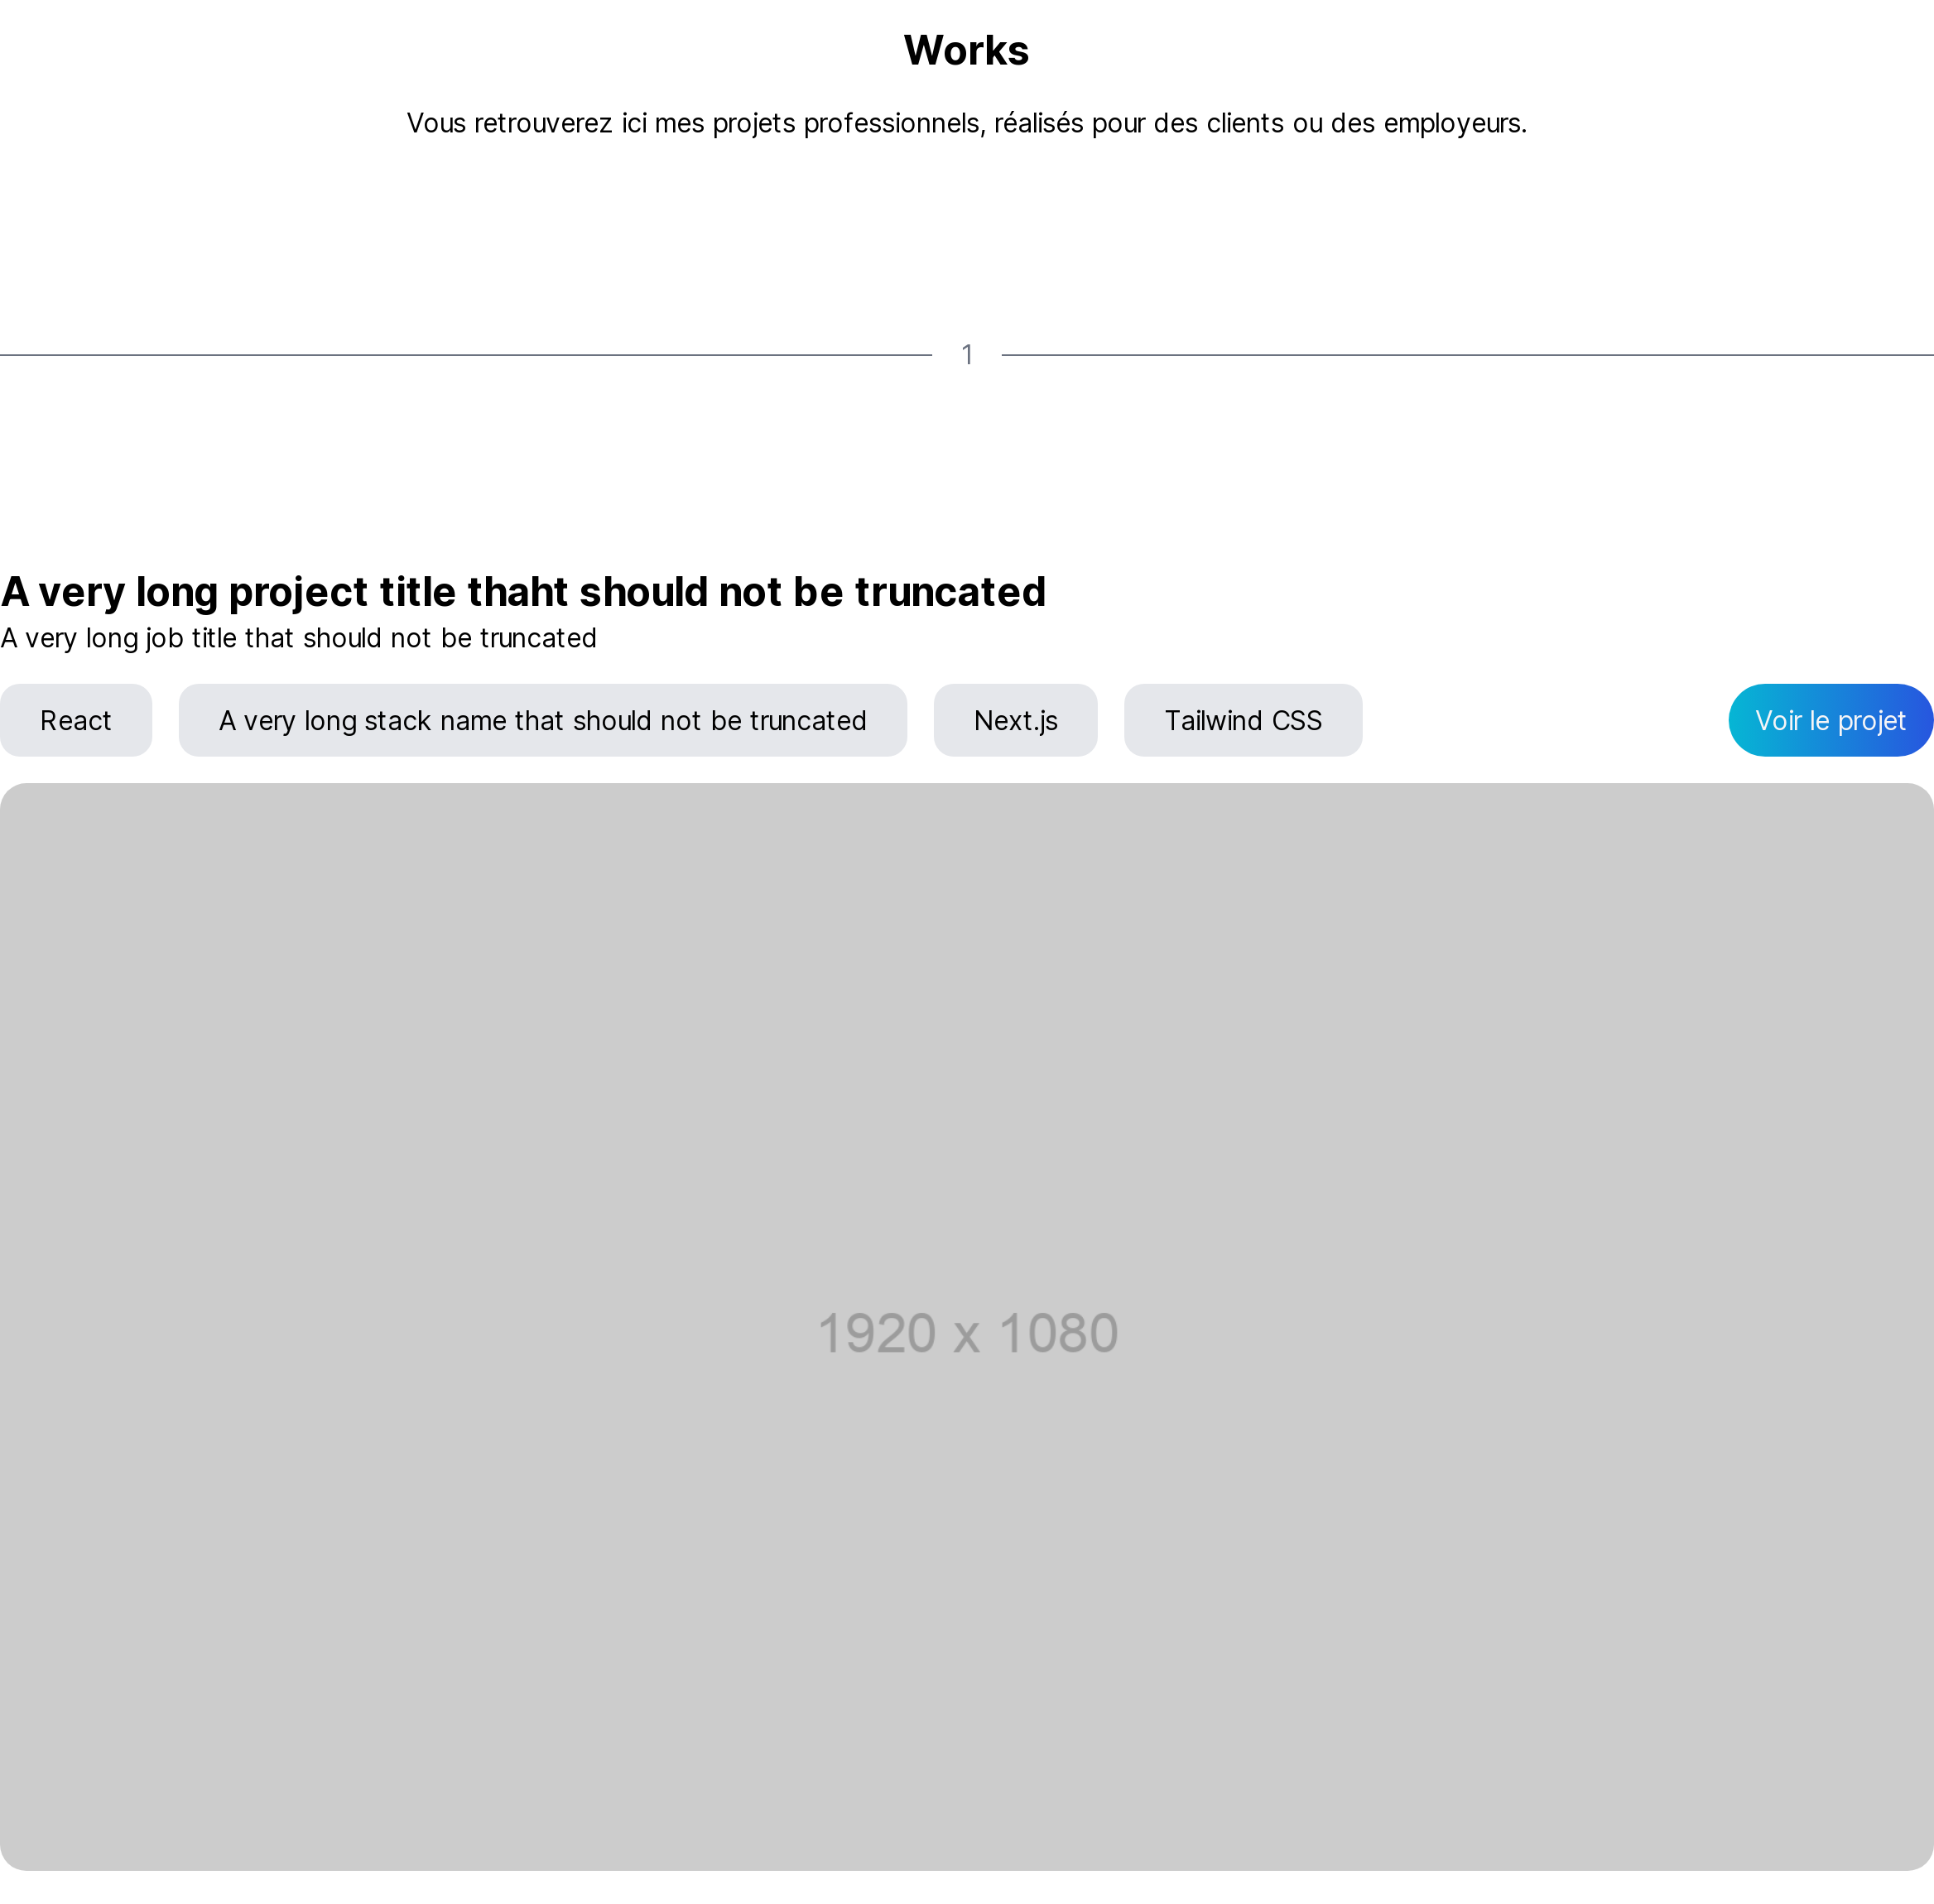 Works
Vous retrouverez ici mes projets professionnels, réalisés pour des clients ou des employeurs.
1
A very long project title thaht should not be truncated
A very long job title that should not be truncated
React
A very long stack name that should not be truncated
Next.js
Tailwind CSS
Voir le projet
1920 x 1080